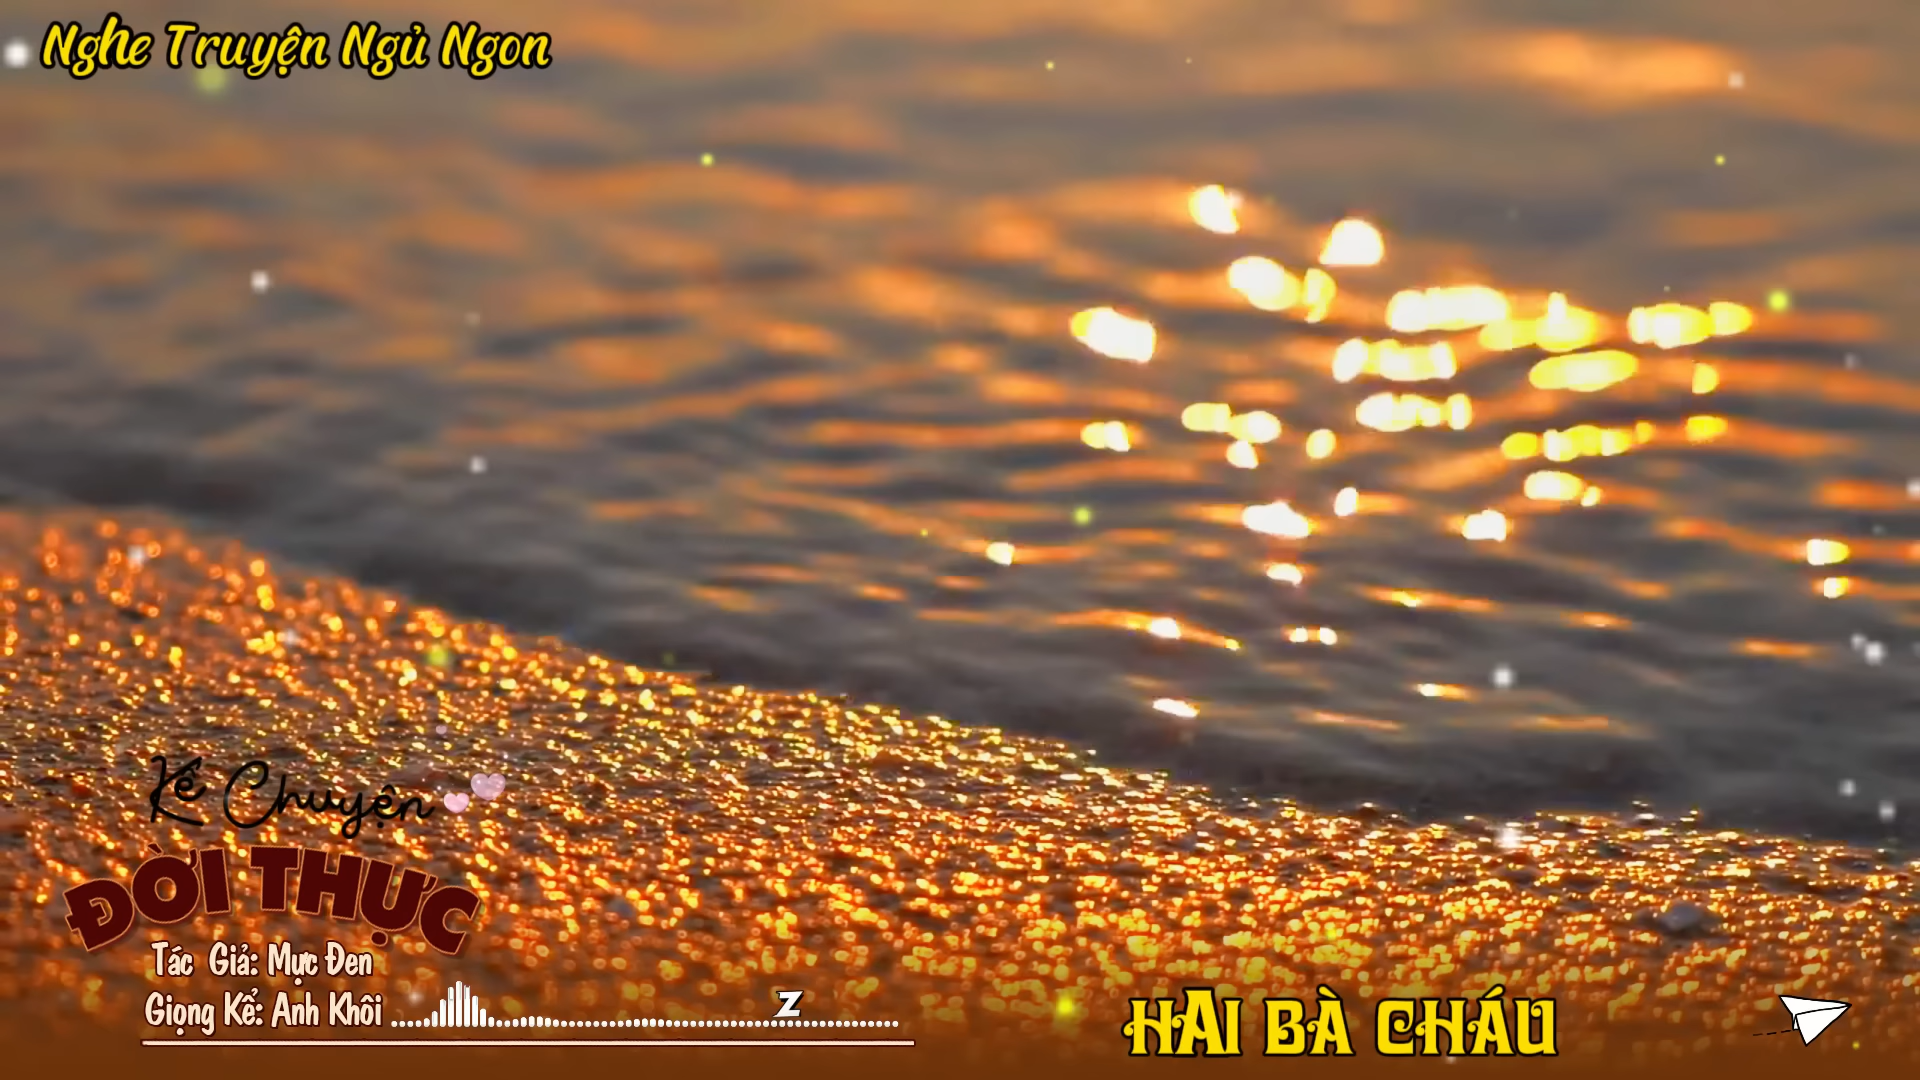 Nghe Truyện Ngủ Ngon
Kể Chuyện
ĐỜI THỰC
Tác Giả: Mực Đen
Giọng Kể: Anh Khôi
Z
HAI BÀ CHÁU